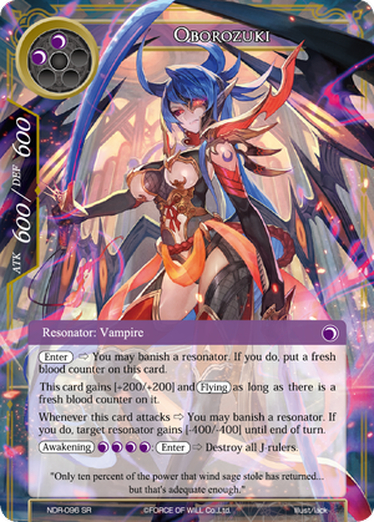 Oborozuki
ATK 600 / DEF 600
Resonator: Vampire
Enter ⇨ You may banish a resonator. If you do, put a fresh
blood counter on this card.
This card gains [+200/+200] and Flying as long as there is a
fresh blood counter on it.
Whenever this card attacks ⇨ You may banish a resonator. If
you do, target resonator gains [-400/-400] until end of turn.
Awakening : Enter ⇨ Destroy all J-rulers.
"Only ten percent of the power that wind sage stole has returned...
but that's adequate enough."
NDR-096 SR
©FORCE OF WILL Co.,Ltd.
Illust/jack